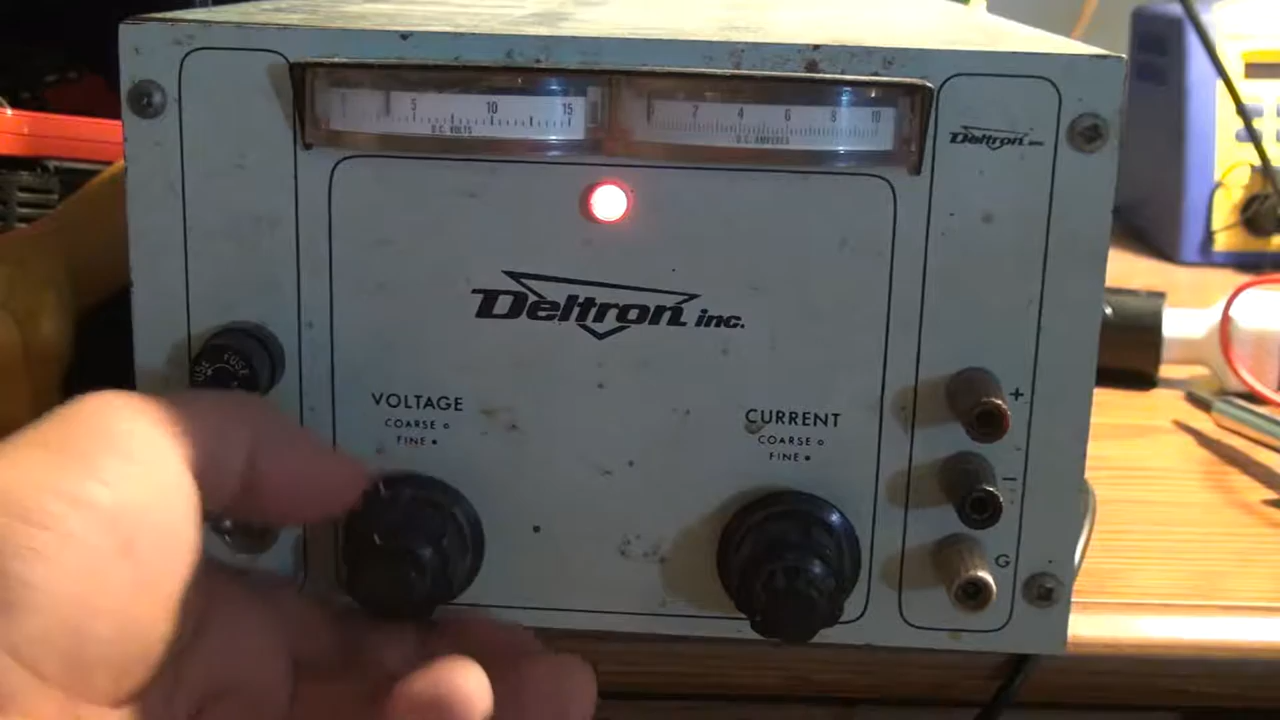 5 10 15
D.C. VOLTS
2 4 6 8 10
D.C. AMPERES
Deltron inc.
Deltron inc.
FUSE
VOLTAGE
COARSE
FINE
CURRENT
COARSE
FINE
+
−
G